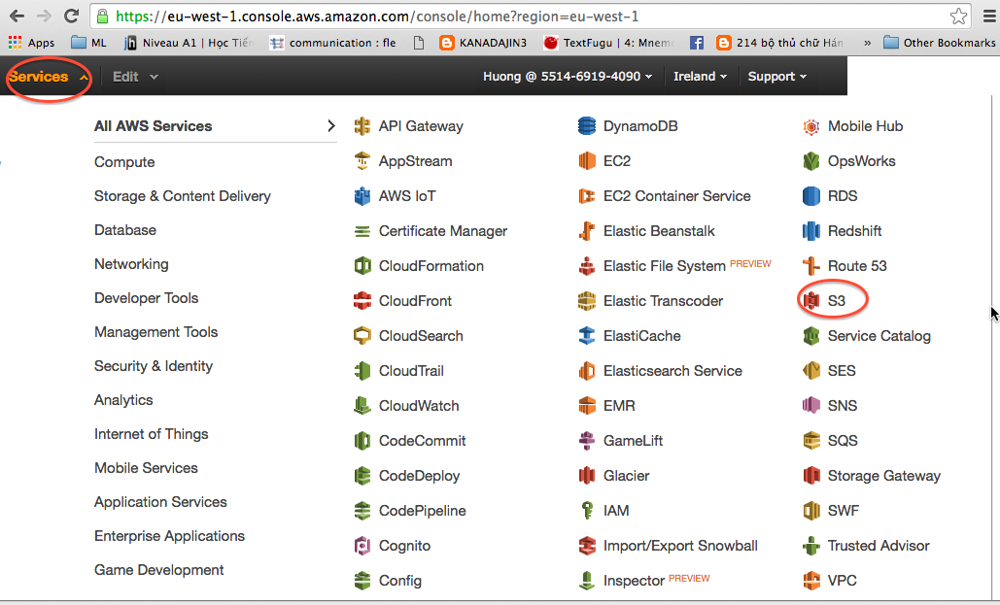 https://eu-west-1.console.aws.amazon.com/console/home?region=eu-west-1
Apps ML Niveau A1 | Học Tiến communication : fle KANADAJIN3 TextFugu | 4: Mnem 214 bộ thủ chữ Hán » Other Bookmarks
Services Edit Huong @ 5514-6919-4090 Ireland Support
All AWS Services
Compute
Storage & Content Delivery
Database
Networking
Developer Tools
Management Tools
Security & Identity
Analytics
Internet of Things
Mobile Services
Application Services
Enterprise Applications
Game Development
API Gateway
AppStream
AWS IoT
Certificate Manager
CloudFormation
CloudFront
CloudSearch
CloudTrail
CloudWatch
CodeCommit
CodeDeploy
CodePipeline
Cognito
Config
DynamoDB
EC2
EC2 Container Service
Elastic Beanstalk
Elastic File System PREVIEW
Elastic Transcoder
ElastiCache
Elasticsearch Service
EMR
GameLift
Glacier
IAM
Import/Export Snowball
Inspector PREVIEW
Mobile Hub
OpsWorks
RDS
Redshift
Route 53
S3
Service Catalog
SES
SNS
SQS
Storage Gateway
SWF
Trusted Advisor
VPC